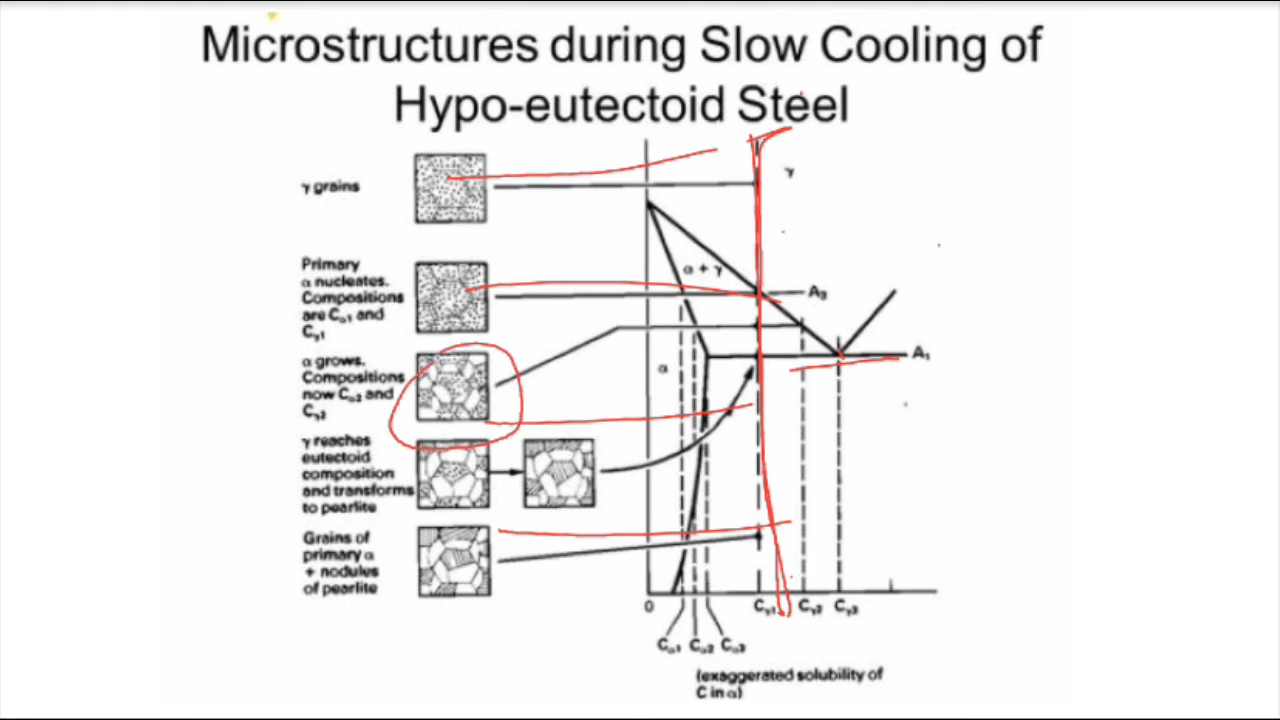 Microstructures during Slow Cooling of
Hypo-eutectoid Steel
γ grains
Primary
α nucleates.
Compositions
are Cα1 and
Cγ1
α grows.
Compositions
now Cα2 and
Cγ2
γ reaches
eutectoid
composition
and transforms
to pearlite
Grains of
primary α
+ nodules
of pearlite
γ
α + γ
A3
α
A1
0
Cγ1
Cγ2
Cγ3
Cα1
Cα2
Cα3
(exaggerated solubility of
C in α)